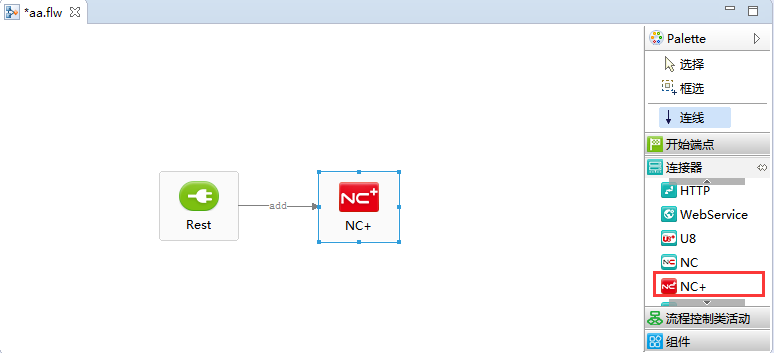 *aa.flw
Palette
选择
框选
连线
开始端点
连接器
HTTP
WebService
U8
NC
NC+
流程控制类活动
组件
Rest
add
NC+
NC+